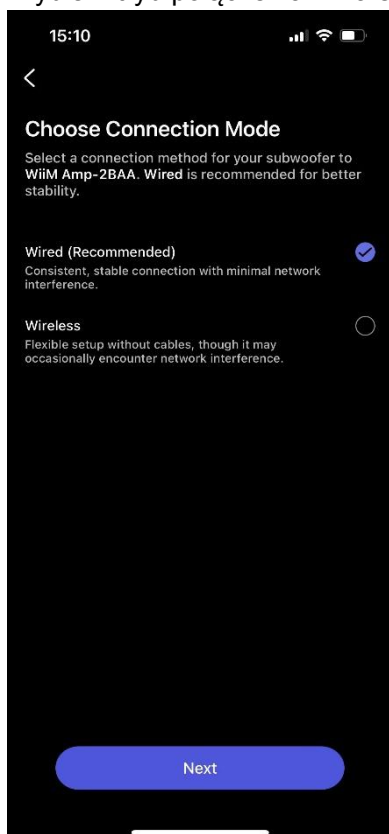 15:10
Choose Connection Mode
Select a connection method for your subwoofer to
WiiM Amp-2BAA. Wired is recommended for better
stability.
Wired (Recommended)
Consistent, stable connection with minimal network
interference.
Wireless
Flexible setup without cables, though it may
occasionally encounter network interference.
Next